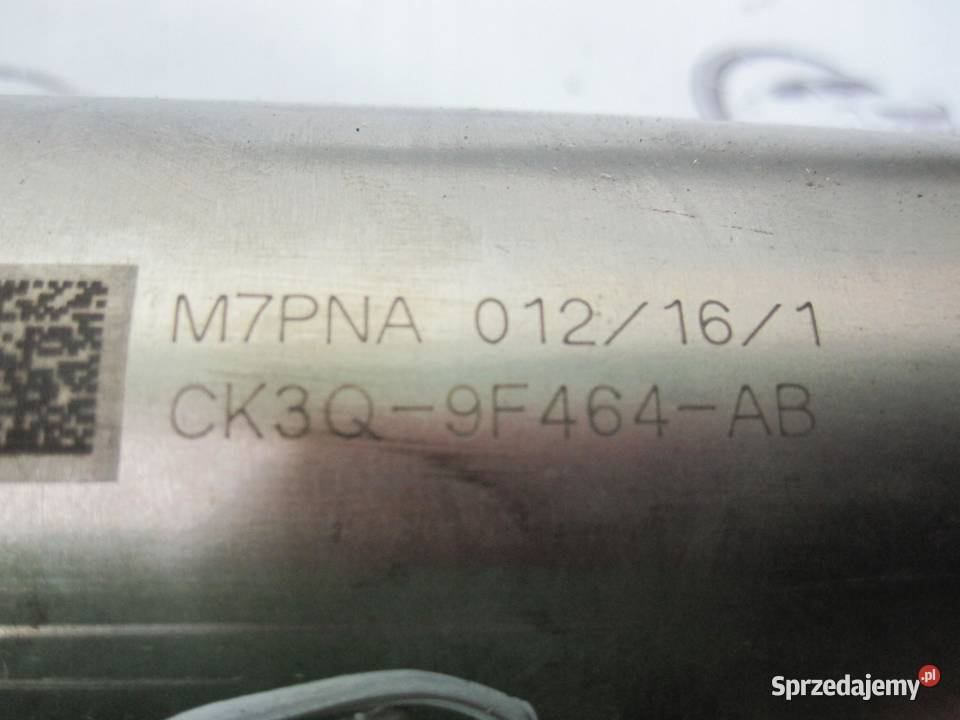 M7PNA 012/16/1
CK3Q-9F464-AB
Sprzedajemy.pl